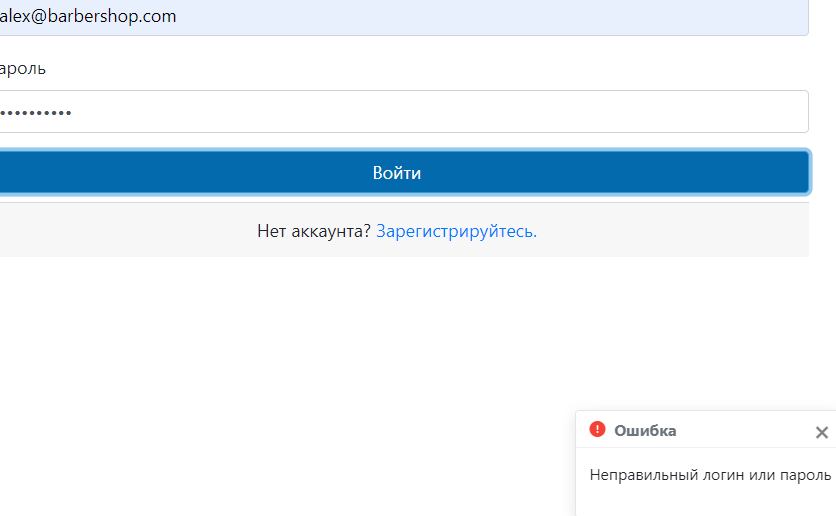 alex@barbershop.com
ароль
••••••••••
Войти
Нет аккаунта? Зарегистрируйтесь.
Ошибка
Неправильный логин или пароль